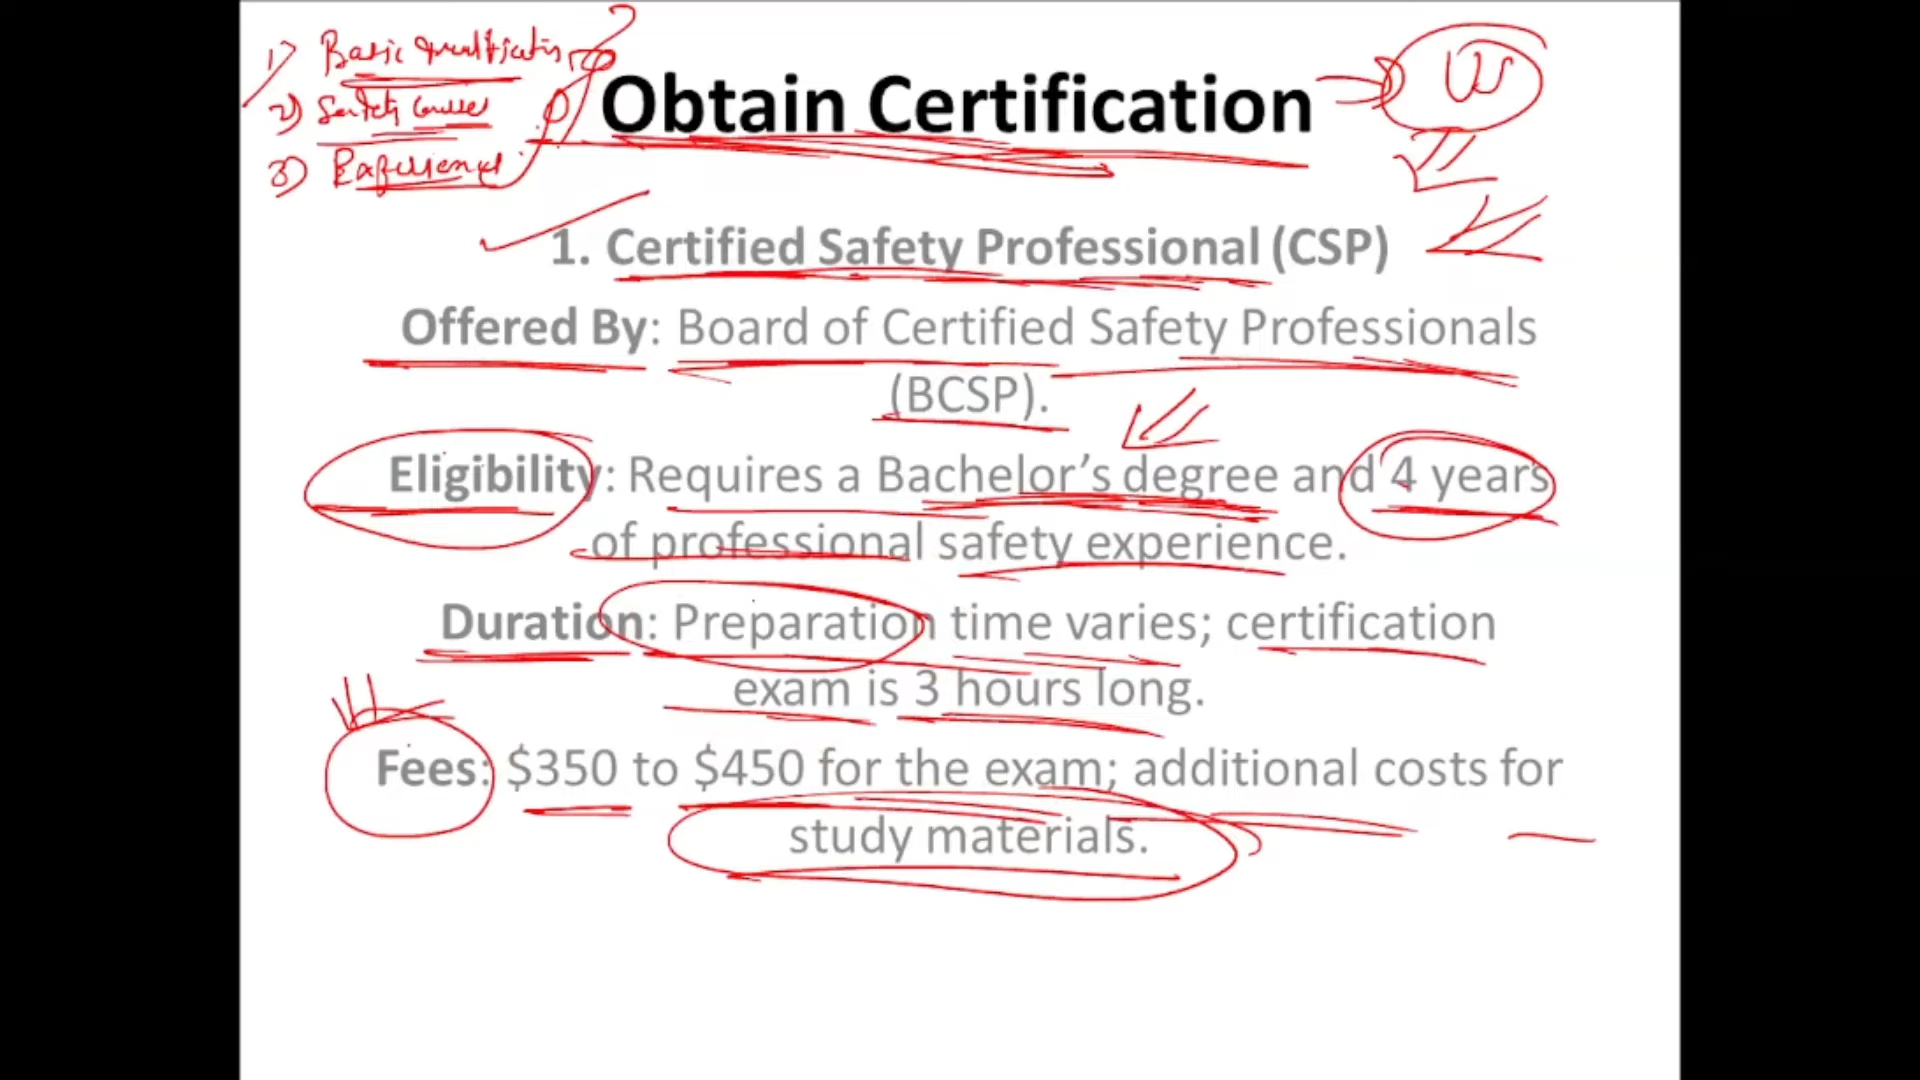 1) Basic qualification
2) Safety Courses
3) Experience
US
Obtain Certification
1. Certified Safety Professional (CSP)
Offered By: Board of Certified Safety Professionals
(BCSP).
Eligibility: Requires a Bachelor’s degree and 4 years
of professional safety experience.
Duration: Preparation time varies; certification
exam is 3 hours long.
Fees: $350 to $450 for the exam; additional costs for
study materials.